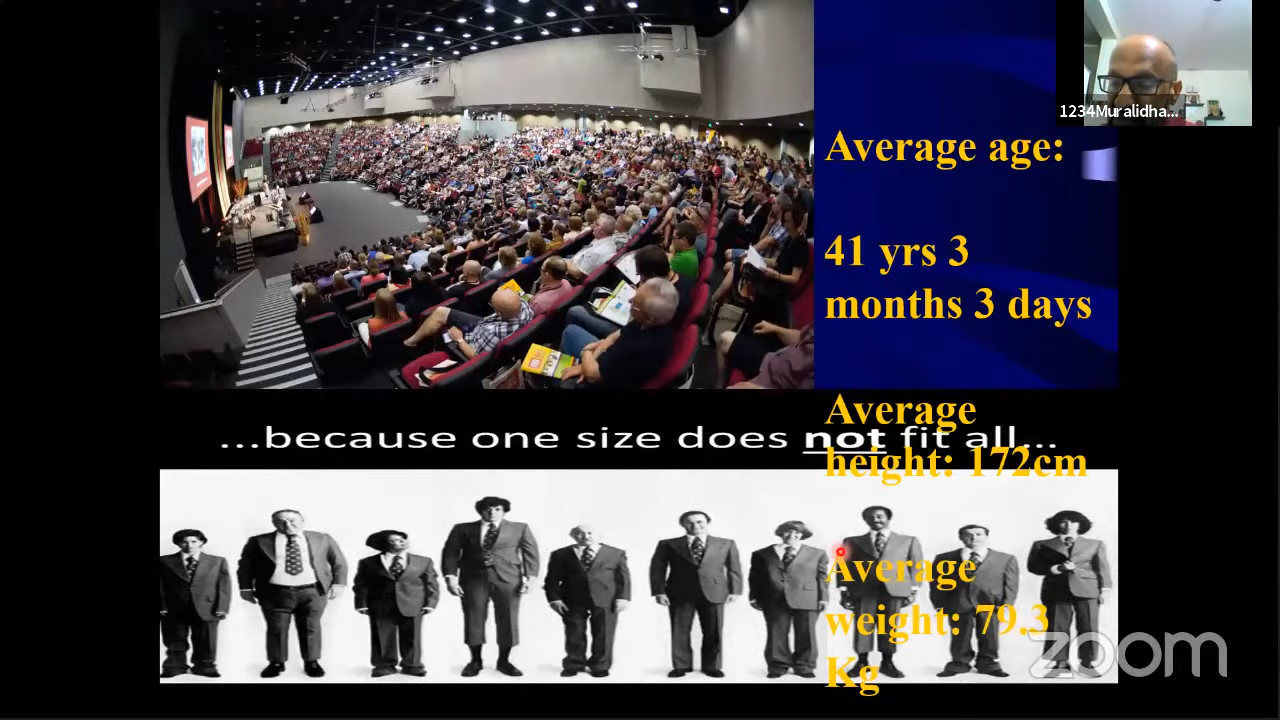 1234Muralidha...
Average age:
41 yrs 3
months 3 days
Average
height: 172cm
...because one size does not fit all...
Average
weight: 79.3
Kg
zoom